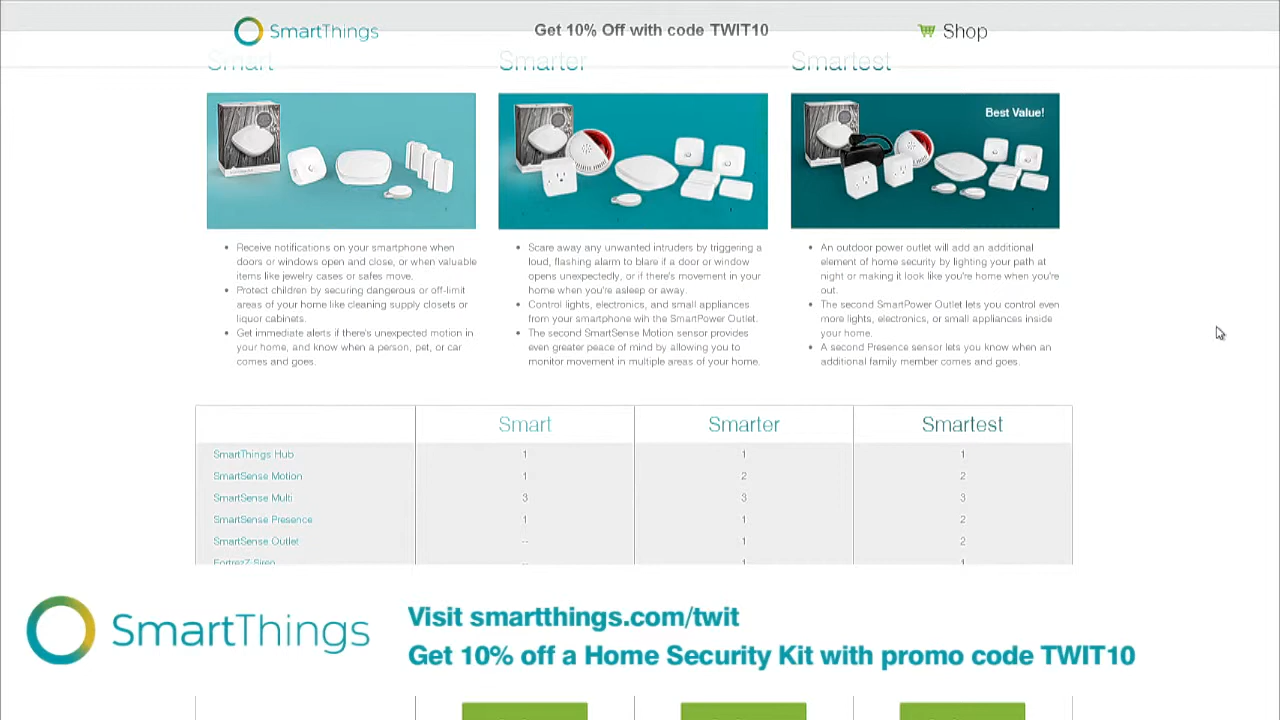 SmartThings
Get 10% Off with code TWIT10
Shop
Smart
Smarter
Smartest
Best Value!
Receive notifications on your smartphone when
doors or windows open and close, or when valuable
items like jewelry cases or safes move.
Protect children by securing dangerous or off-limit
areas of your home like cleaning supply closets or
liquor cabinets.
Get immediate alerts if there's unexpected motion in
your home, and know when a person, pet, or car
comes and goes.
Scare away any unwanted intruders by triggering a
loud, flashing alarm to blare if a door or window
opens unexpectedly, or if there's movement in your
home when you're asleep or away.
Control lights, electronics, and small appliances
from your smartphone wih the SmartPower Outlet.
The second SmartSense Motion sensor provides
even greater peace of mind by allowing you to
monitor movement in multiple areas of your home.
An outdoor power outlet will add an additional
element of home security by lighting your path at
night or making it look like you're home when you're
out.
The second SmartPower Outlet lets you control even
more lights, electronics, or small appliances inside
your home.
A second Presence sensor lets you know when an
additional family member comes and goes.
Smart Smarter Smartest
SmartThings Hub 1 1 1
SmartSense Motion 1 2 2
SmartSense Multi 3 3 3
SmartSense Presence 1 1 2
SmartSense Outlet -- 1 2
FortrezZ Siren -- 1 1
SmartThings
Visit smartthings.com/twit
Get 10% off a Home Security Kit with promo code TWIT10